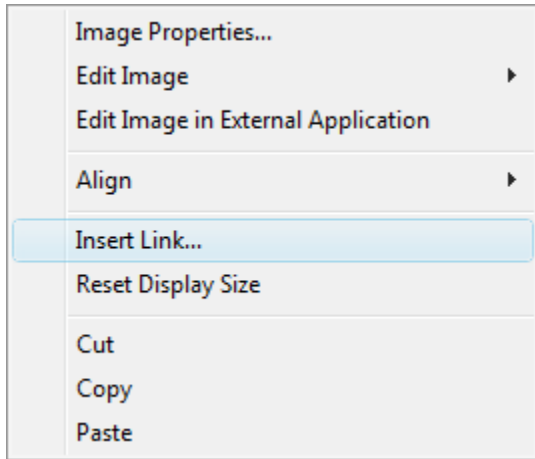 Image Properties...
Edit Image
Edit Image in External Application
Align
Insert Link...
Reset Display Size
Cut
Copy
Paste